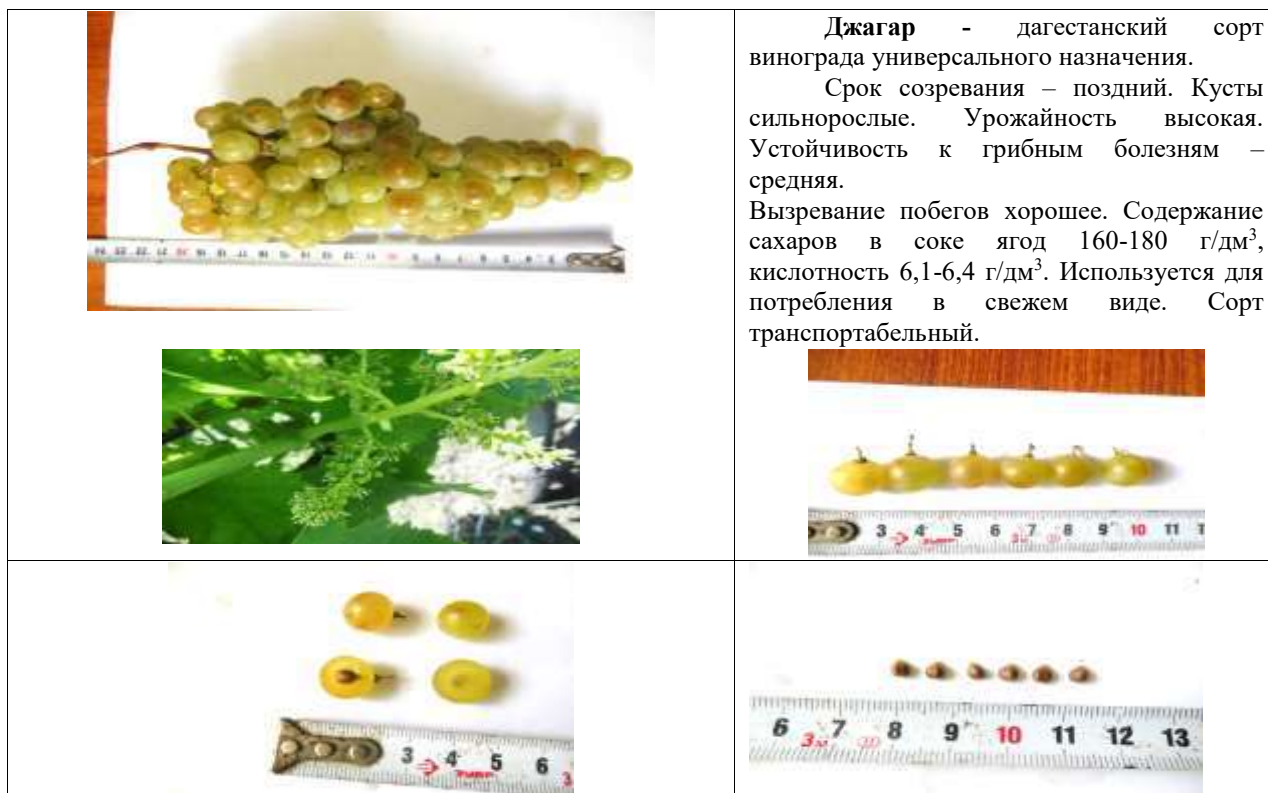 Джагар - дагестанский сорт
винограда универсального назначения.
Срок созревания – поздний. Кусты
сильнорослые. Урожайность высокая.
Устойчивость к грибным болезням –
средняя.
Вызревание побегов хорошее. Содержание
сахаров в соке ягод 160-180 г/дм³,
кислотность 6,1-6,4 г/дм³. Используется для
потребления в свежем виде. Сорт
транспортабельный.
3 4 5 6 7 8 9 10 11
3 4 5 6
6 7 8 9 10 11 12 13